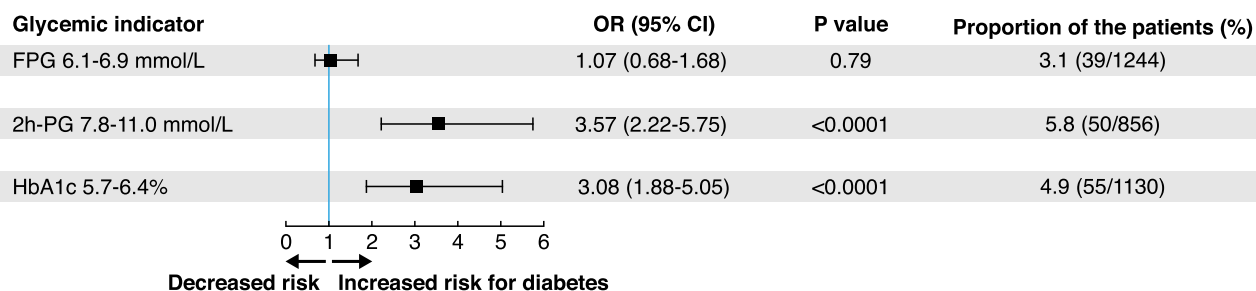 Glycemic indicator OR (95% CI) P value Proportion of the patients (%)
FPG 6.1-6.9 mmol/L 1.07 (0.68-1.68) 0.79 3.1 (39/1244)
2h-PG 7.8-11.0 mmol/L 3.57 (2.22-5.75) <0.0001 5.8 (50/856)
HbA1c 5.7-6.4% 3.08 (1.88-5.05) <0.0001 4.9 (55/1130)
0 1 2 3 4 5 6
Decreased risk Increased risk for diabetes